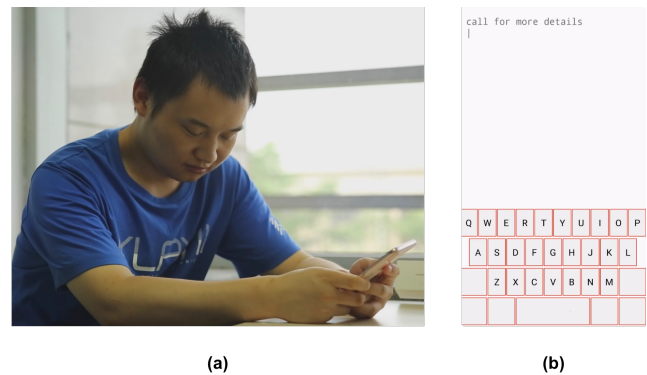 call for more details
Q W E R T Y U I O P
A S D F G H J K L
Z X C V B N M
(a)
(b)